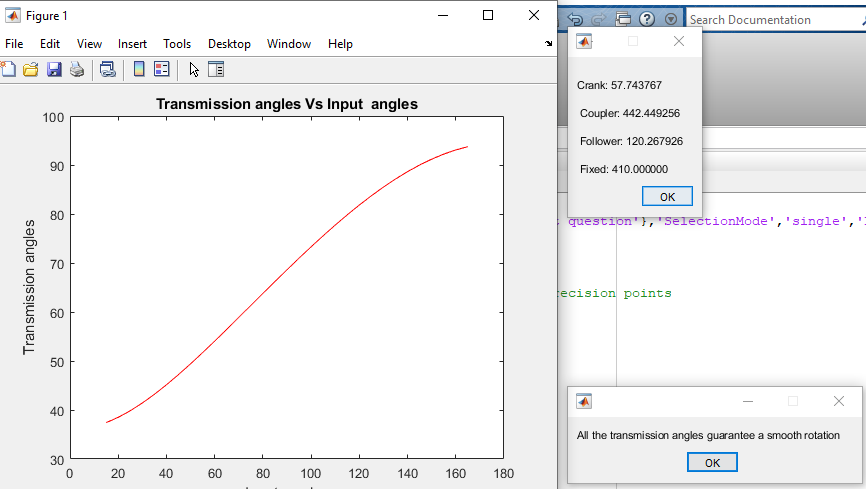 Figure 1
File Edit View Insert Tools Desktop Window Help
Transmission angles Vs Input angles
Transmission angles
100
90
80
70
60
50
40
30
0 20 40 60 80 100 120 140 160 180
Search Documentation
Crank: 57.743767
Coupler: 442.449256
Follower: 120.267926
Fixed: 410.000000
OK
question'},'SelectionMode','single','
ecision points
All the transmission angles guarantee a smooth rotation
OK